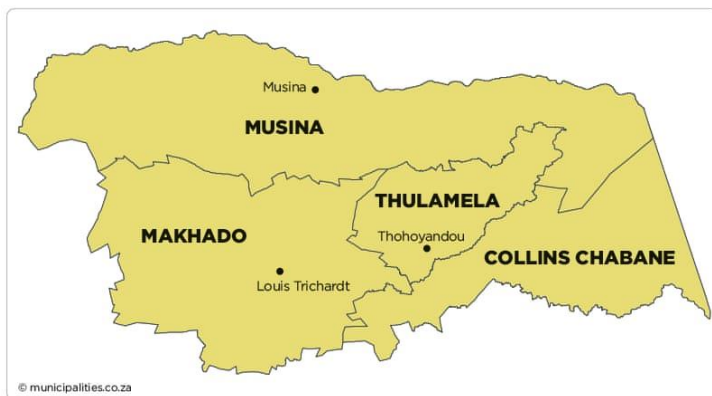 Musina
MUSINA
THULAMELA
MAKHADO
Thohoyandou
COLLINS CHABANE
Louis Trichardt
© municipalities.co.za